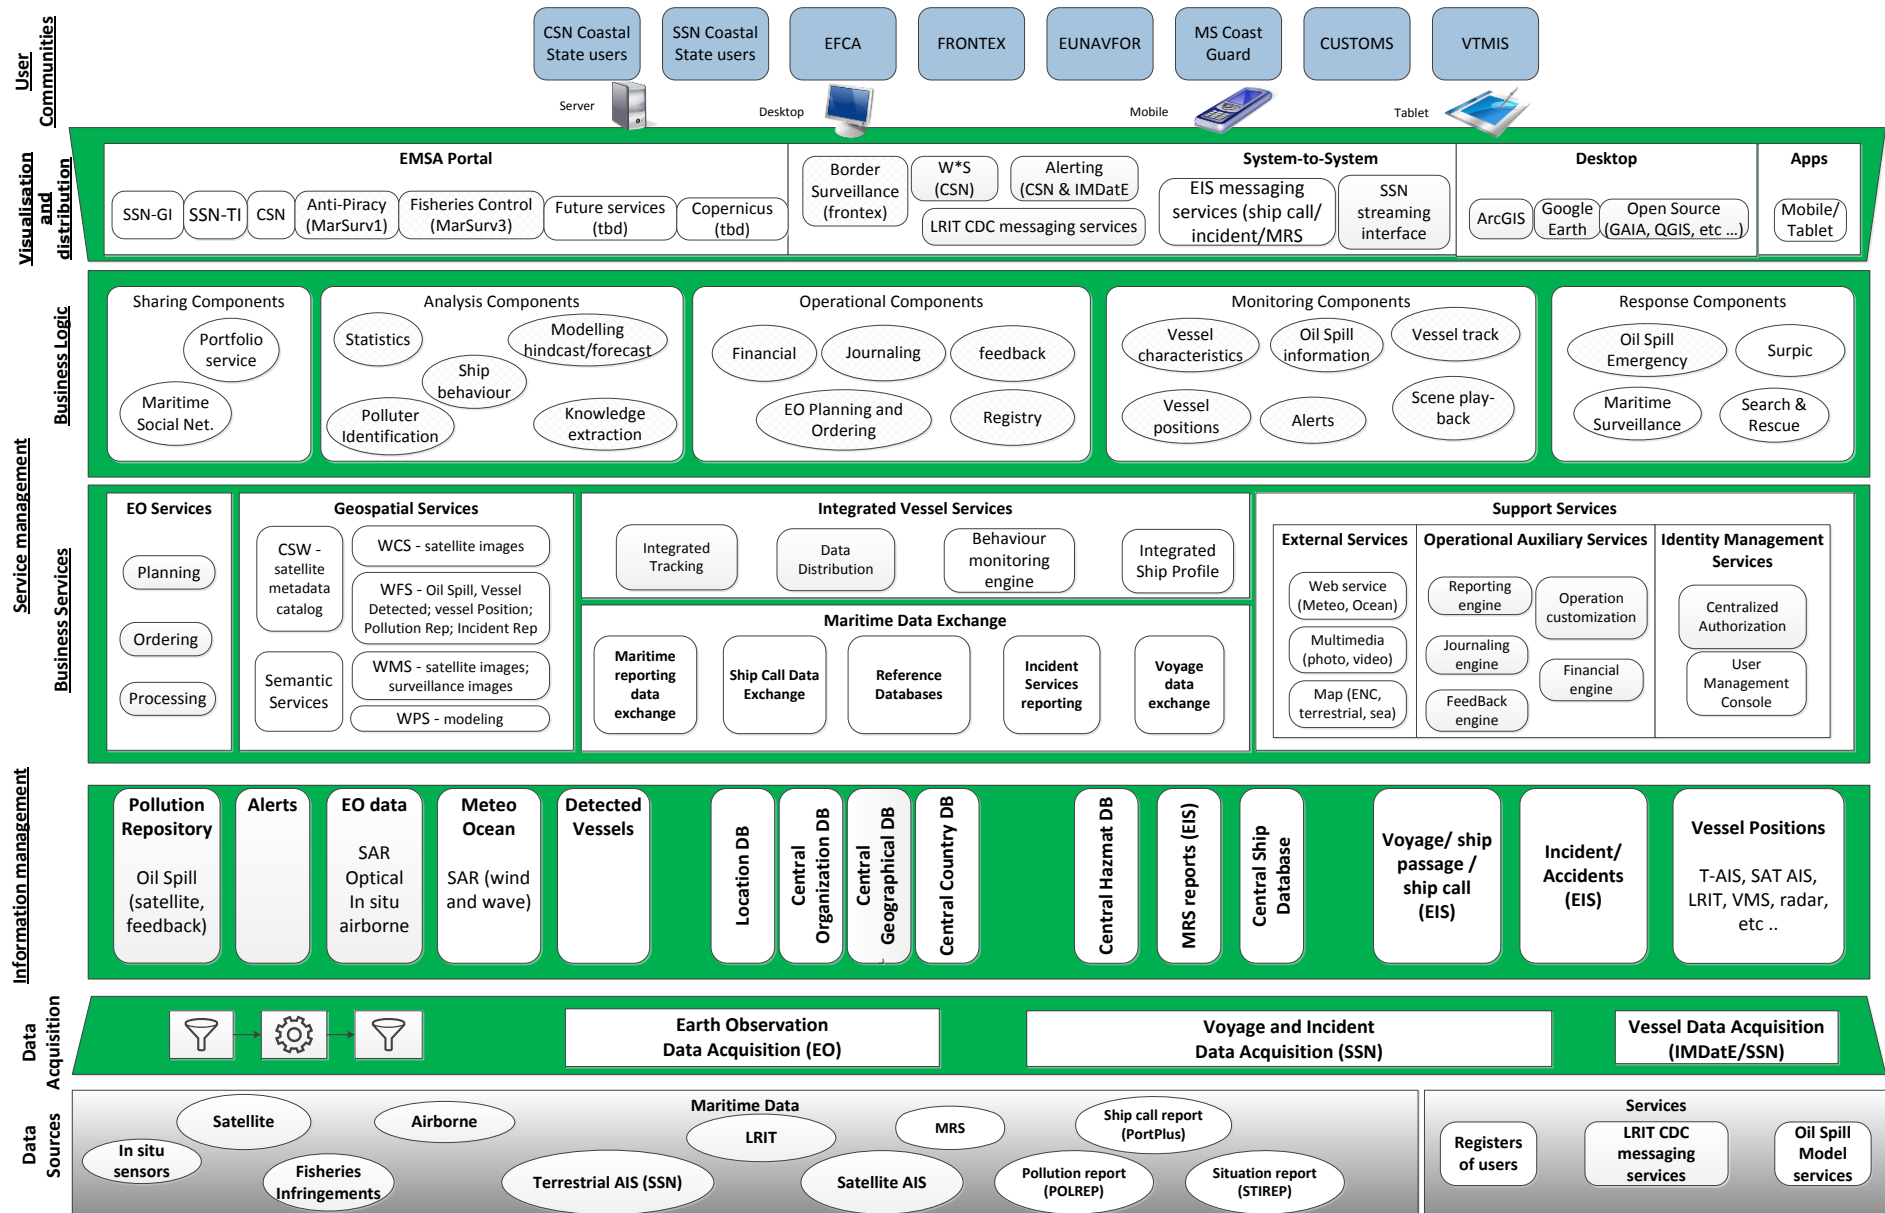 User
Communities
CSN Coastal
State users
SSN Coastal
State users
EFCA
FRONTEX
EUNAVFOR
MS Coast
Guard
CUSTOMS
VTMIS
Server
Desktop
Mobile
Tablet
Visualisation
and
distribution
EMSA Portal
SSN-GI
SSN-TI
CSN
Anti-Piracy
(MarSurv1)
Fisheries Control
(MarSurv3)
Future services
(tbd)
Copernicus
(tbd)
System-to-System
Border
Surveillance
(frontex)
W*S
(CSN)
Alerting
(CSN & IMDatE
LRIT CDC messaging services
EIS messaging
services (ship call/
incident/MRS
SSN
streaming
interface
Desktop
ArcGIS
Google
Earth
Open Source
(GAIA, QGIS, etc ...)
Apps
Mobile/
Tablet
Service management
Business Logic
Sharing Components
Portfolio
service
Maritime
Social Net.
Analysis Components
Statistics
Modelling
hindcast/forecast
Ship
behaviour
Polluter
Identification
Knowledge
extraction
Operational Components
Financial
Journaling
feedback
EO Planning and
Ordering
Registry
Monitoring Components
Vessel
characteristics
Oil Spill
information
Vessel track
Vessel
positions
Alerts
Scene play-
back
Response Components
Oil Spill
Emergency
Surpic
Maritime
Surveillance
Search &
Rescue
Business Services
EO Services
Planning
Ordering
Processing
Geospatial Services
CSW -
satellite
metadata
catalog
Semantic
Services
WCS - satellite images
WFS - Oil Spill, Vessel
Detected; vessel Position;
Pollution Rep; Incident Rep
WMS - satellite images;
surveillance images
WPS - modeling
Integrated Vessel Services
Integrated
Tracking
Data
Distribution
Behaviour
monitoring
engine
Integrated
Ship Profile
Maritime Data Exchange
Maritime
reporting
data
exchange
Ship Call Data
Exchange
Reference
Databases
Incident
Services
reporting
Voyage
data
exchange
Support Services
External Services
Web service
(Meteo, Ocean)
Multimedia
(photo, video)
Map (ENC,
terrestrial, sea)
Operational Auxiliary Services
Reporting
engine
Operation
customization
Journaling
engine
Financial
engine
FeedBack
engine
Identity Management
Services
Centralized
Authorization
User
Management
Console
Information management
Pollution
Repository
Oil Spill
(satellite,
feedback)
Alerts
EO data
SAR
Optical
In situ
airborne
Meteo
Ocean
SAR (wind
and wave)
Detected
Vessels
Location DB
Central
Organization DB
Central
Geographical DB
Central Country DB
Central Hazmat DB
MRS reports (EIS)
Central Ship
Database
Voyage/ ship
passage /
ship call
(EIS)
Incident/
Accidents
(EIS)
Vessel Positions
T-AIS, SAT AIS,
LRIT, VMS, radar,
etc ..
Data
Acquisition
Earth Observation
Data Acquisition (EO)
Voyage and Incident
Data Acquisition (SSN)
Vessel Data Acquisition
(IMDatE/SSN)
Data
Sources
Maritime Data
In situ
sensors
Satellite
Fisheries
Infringements
Airborne
Terrestrial AIS (SSN)
LRIT
Satellite AIS
MRS
Pollution report
(POLREP)
Ship call report
(PortPlus)
Situation report
(STIREP)
Services
Registers
of users
LRIT CDC
messaging
services
Oil Spill
Model
services